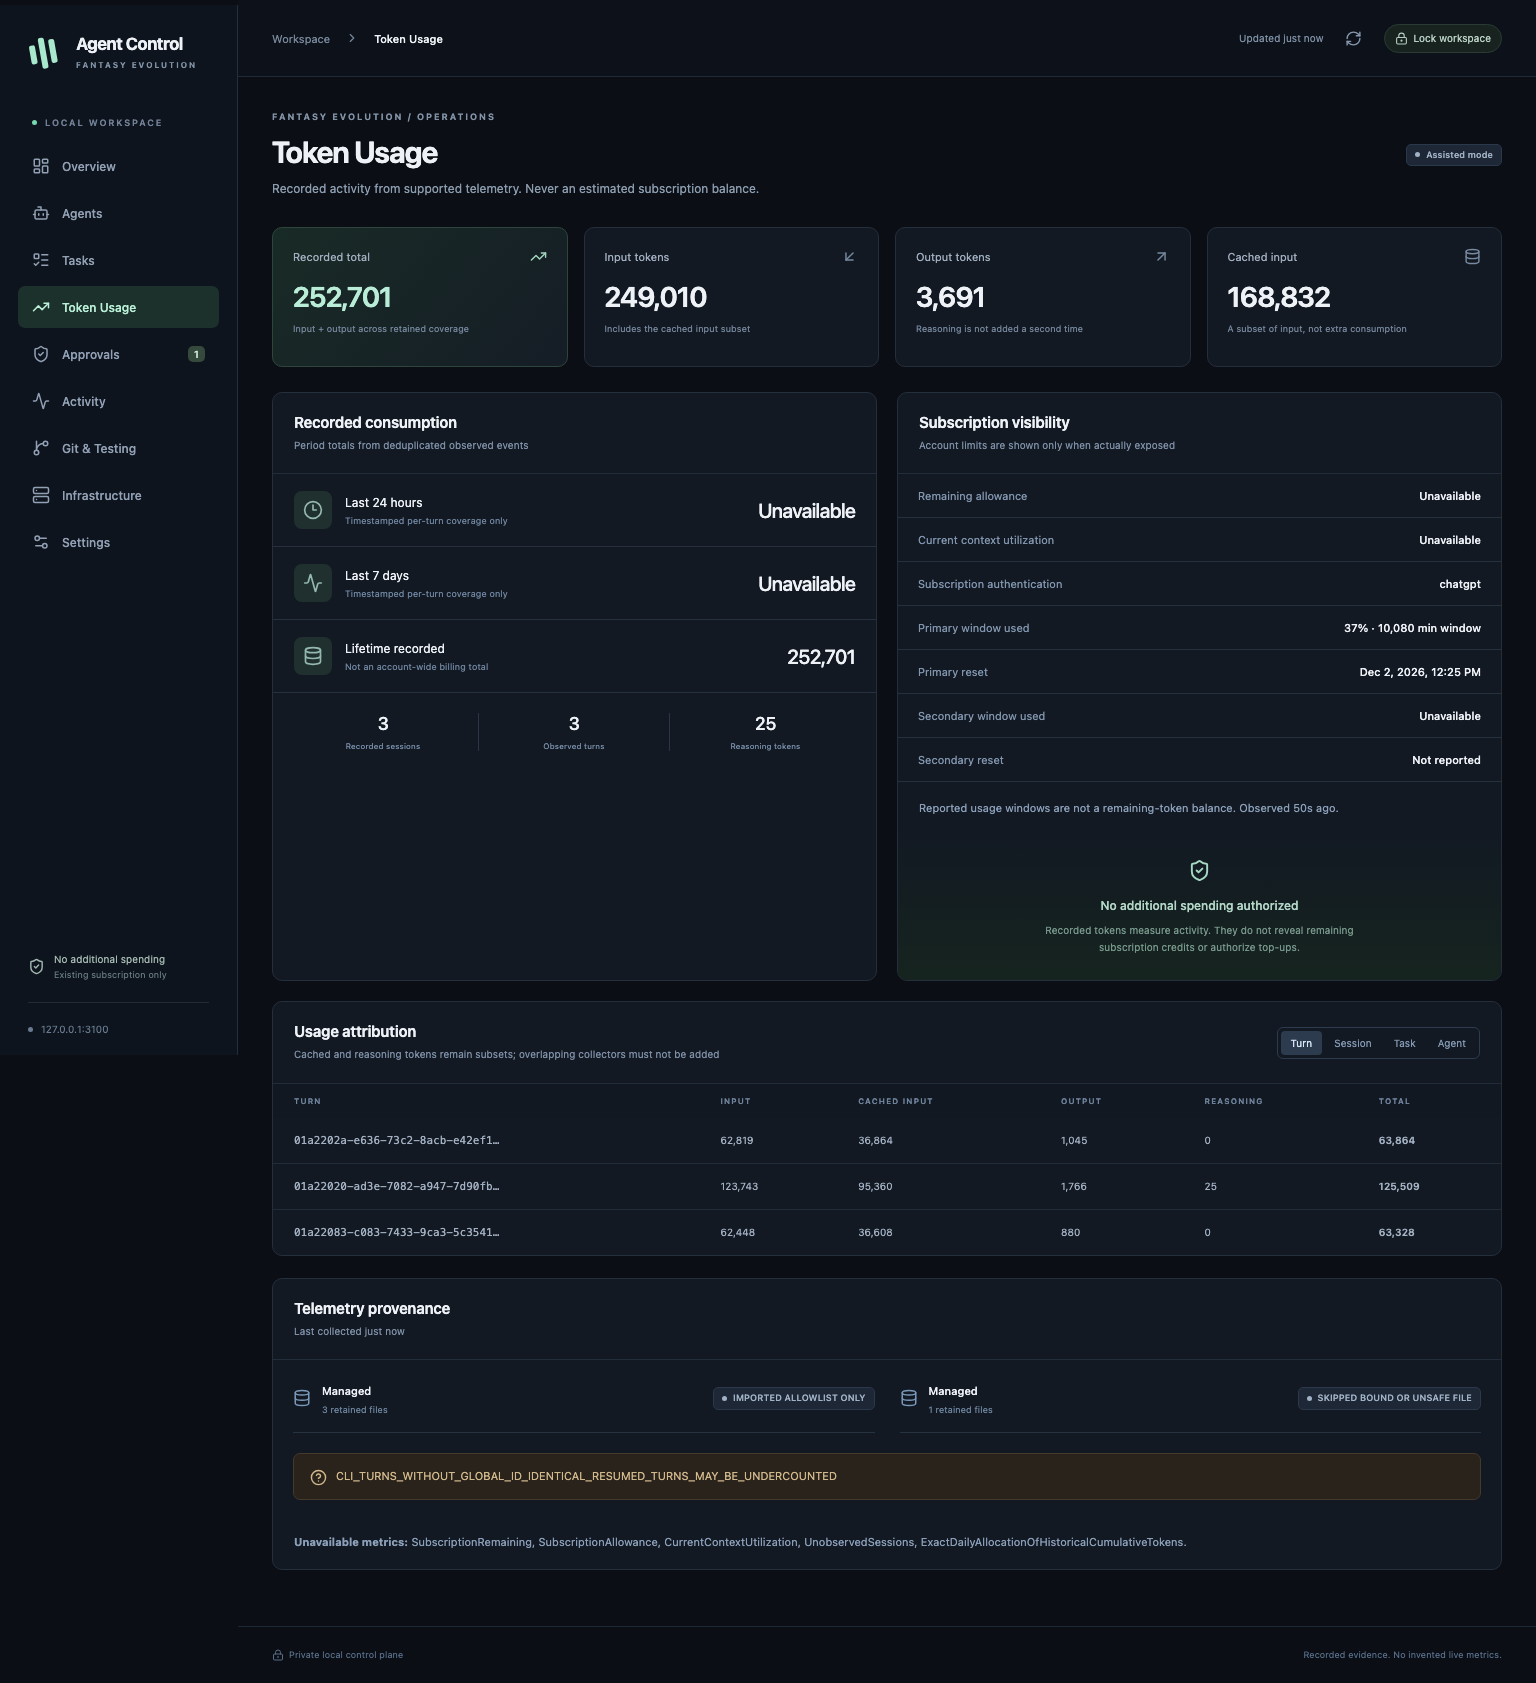 Agent Control
FANTASY EVOLUTION
LOCAL WORKSPACE
Overview
Agents
Tasks
Token Usage
Approvals 1
Activity
Git & Testing
Infrastructure
Settings
No additional spending
Existing subscription only
127.0.0.1:3100
Workspace > Token Usage
Updated just now
Lock workspace
FANTASY EVOLUTION / OPERATIONS
Token Usage
Assisted mode
Recorded activity from supported telemetry. Never an estimated subscription balance.
Recorded total
252,701
Input + output across retained coverage
Input tokens
249,010
Includes the cached input subset
Output tokens
3,691
Reasoning is not added a second time
Cached input
168,832
A subset of input, not extra consumption
Recorded consumption
Period totals from deduplicated observed events
Last 24 hours
Timestamped per-turn coverage only
Unavailable
Last 7 days
Timestamped per-turn coverage only
Unavailable
Lifetime recorded
Not an account-wide billing total
252,701
3
Recorded sessions
3
Observed turns
25
Reasoning tokens
Subscription visibility
Account limits are shown only when actually exposed
Remaining allowance Unavailable
Current context utilization Unavailable
Subscription authentication chatgpt
Primary window used 37% · 10,080 min window
Primary reset Dec 2, 2026, 12:25 PM
Secondary window used Unavailable
Secondary reset Not reported
Reported usage windows are not a remaining-token balance. Observed 50s ago.
No additional spending authorized
Recorded tokens measure activity. They do not reveal remaining
subscription credits or authorize top-ups.
Usage attribution
Cached and reasoning tokens remain subsets; overlapping collectors must not be added
Turn Session Task Agent
TURN INPUT CACHED INPUT OUTPUT REASONING TOTAL
01a2202a-e636-73c2-8acb-e42ef1… 62,819 36,864 1,045 0 63,864
01a22020-ad3e-7082-a947-7d90fb… 123,743 95,360 1,766 25 125,509
01a22083-c083-7433-9ca3-5c3541… 62,448 36,608 880 0 63,328
Telemetry provenance
Last collected just now
Managed
3 retained files
IMPORTED ALLOWLIST ONLY
Managed
1 retained files
SKIPPED BOUND OR UNSAFE FILE
CLI_TURNS_WITHOUT_GLOBAL_ID_IDENTICAL_RESUMED_TURNS_MAY_BE_UNDERCOUNTED
Unavailable metrics: SubscriptionRemaining, SubscriptionAllowance, CurrentContextUtilization, UnobservedSessions, ExactDailyAllocationOfHistoricalCumulativeTokens.
Private local control plane
Recorded evidence. No invented live metrics.